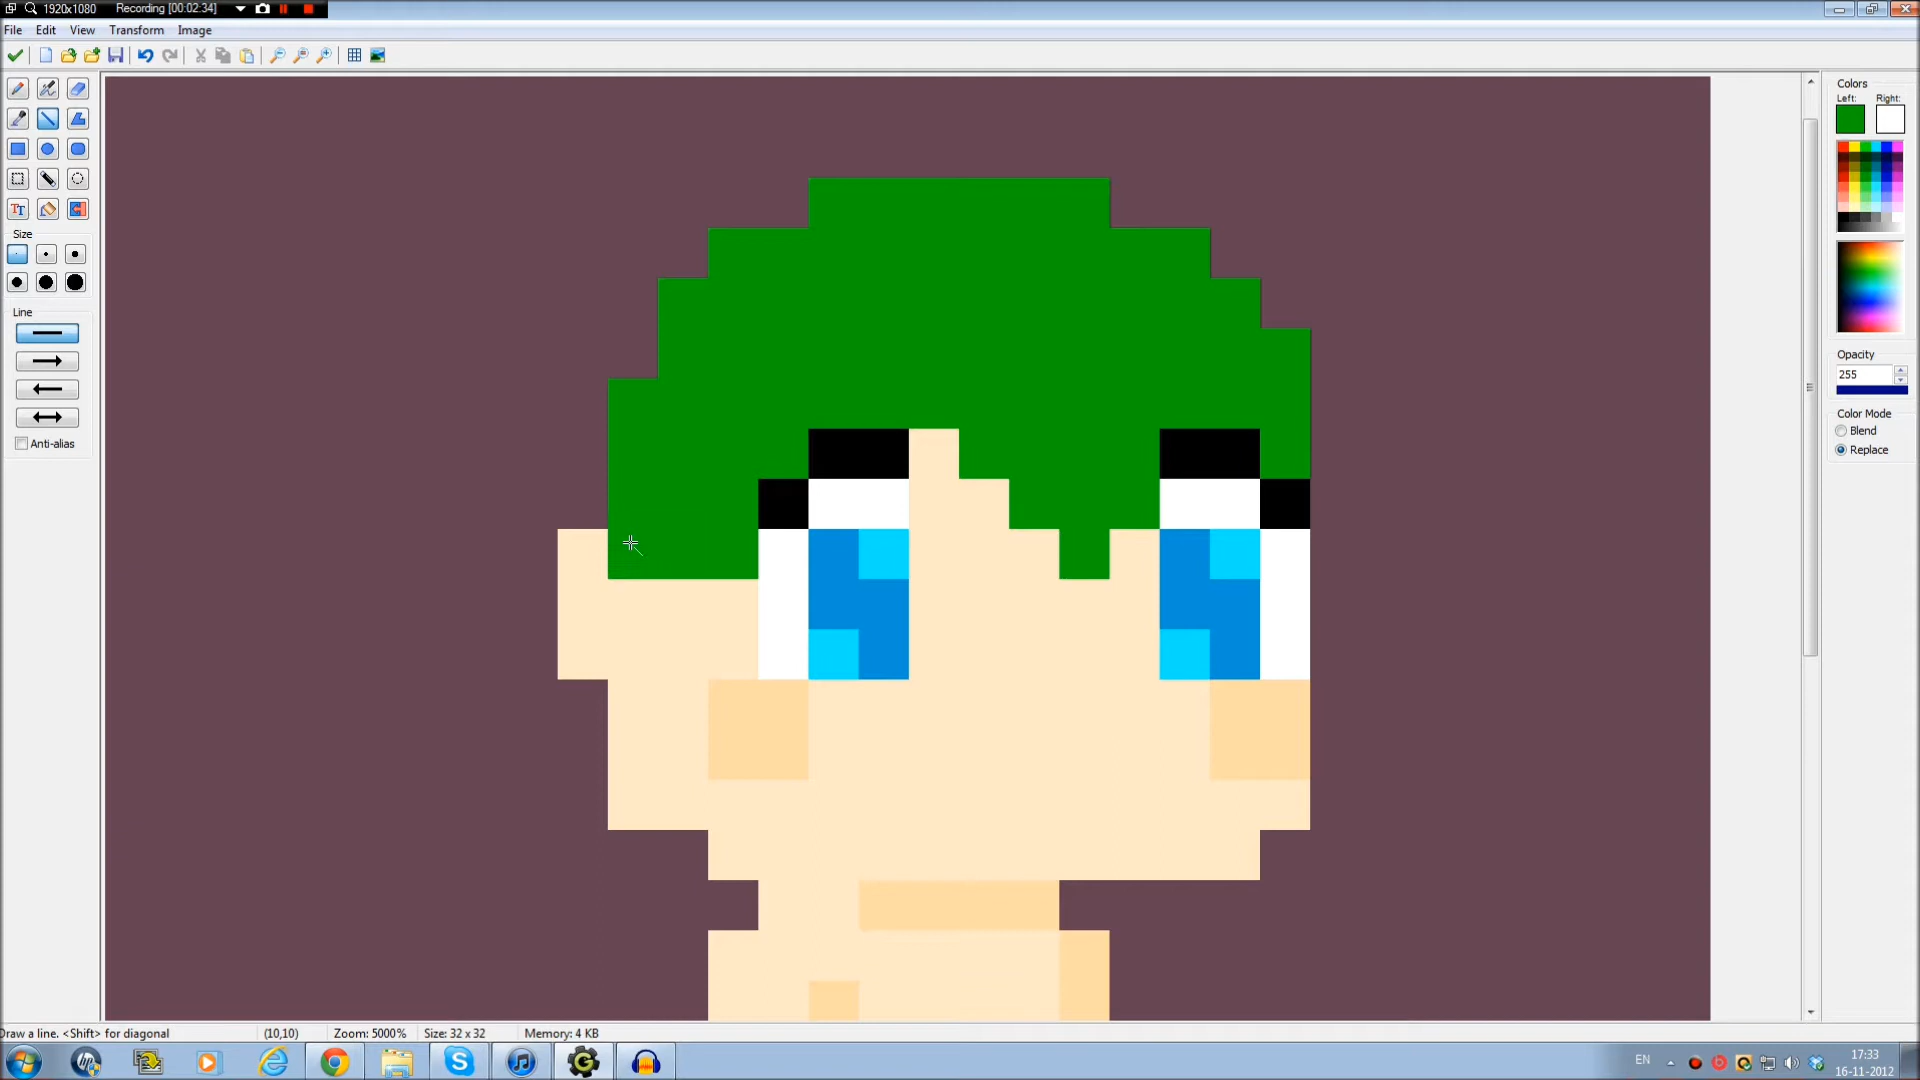 1920x1080 Recording [00:02:34]
File Edit View Transform Image
Colors
Left: Right:
TT
Size
Line
Opacity
255
Color Mode
Blend
Anti-alias
Replace
Draw a line. <Shift> for diagonal (10,10) Zoom: 5000% Size: 32 x 32 Memory: 4 KB
EN
17:33
16-11-2012